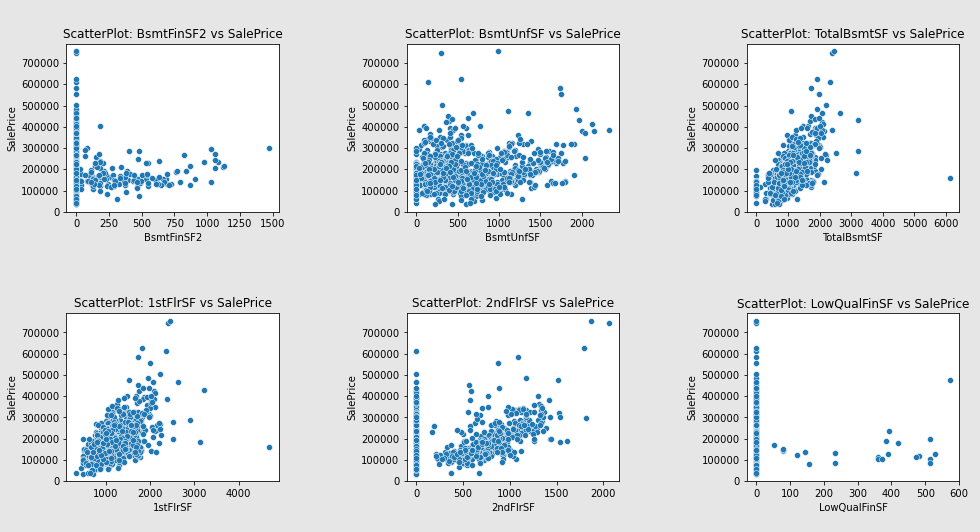 ScatterPlot: BsmtFinSF2 vs SalePrice
SalePrice
700000
600000
500000
400000
300000
200000
100000
0
0 250 500 750 1000 1250 1500
BsmtFinSF2
ScatterPlot: BsmtUnfSF vs SalePrice
SalePrice
700000
600000
500000
400000
300000
200000
100000
0
0 500 1000 1500 2000
BsmtUnfSF
ScatterPlot: TotalBsmtSF vs SalePrice
SalePrice
700000
600000
500000
400000
300000
200000
100000
0
0 1000 2000 3000 4000 5000 6000
TotalBsmtSF
ScatterPlot: 1stFlrSF vs SalePrice
SalePrice
700000
600000
500000
400000
300000
200000
100000
0
1000 2000 3000 4000
1stFlrSF
ScatterPlot: 2ndFlrSF vs SalePrice
SalePrice
700000
600000
500000
400000
300000
200000
100000
0
0 500 1000 1500 2000
2ndFlrSF
ScatterPlot: LowQualFinSF vs SalePrice
SalePrice
700000
600000
500000
400000
300000
200000
100000
0
0 100 200 300 400 500 600
LowQualFinSF